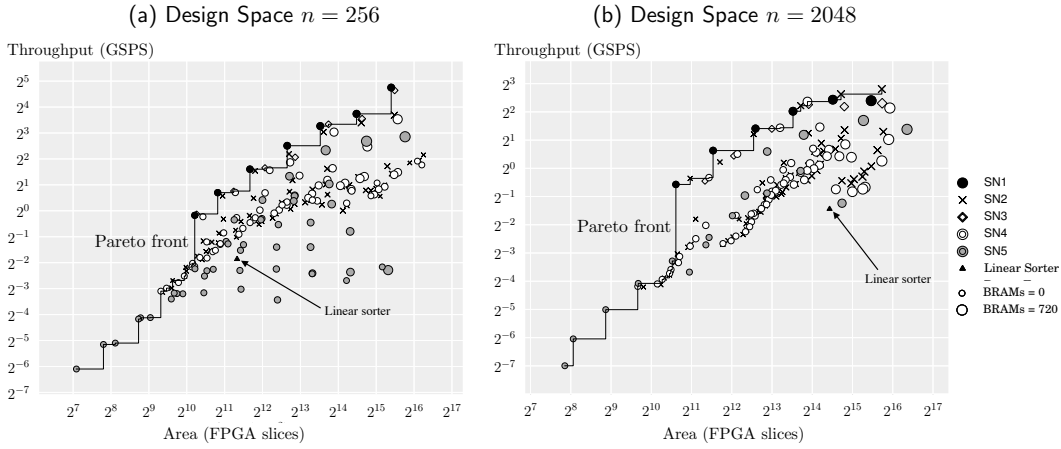 (a) Design Space n = 256
Throughput (GSPS)
2^5
2^4
2^3
2^2
2^1
2^0
2^−1
2^−2
2^−3
2^−4
2^−5
2^−6
2^−7
Pareto front
Linear sorter
2^7 2^8 2^9 2^10 2^11 2^12 2^13 2^14 2^15 2^16 2^17
Area (FPGA slices)
(b) Design Space n = 2048
Throughput (GSPS)
2^3
2^2
2^1
2^0
2^−1
2^−2
2^−3
2^−4
2^−5
2^−6
2^−7
Pareto front
Linear sorter
2^7 2^8 2^9 2^10 2^11 2^12 2^13 2^14 2^15 2^16 2^17
Area (FPGA slices)
SN1
SN2
SN3
SN4
SN5
Linear Sorter
BRAMs = 0
BRAMs = 720